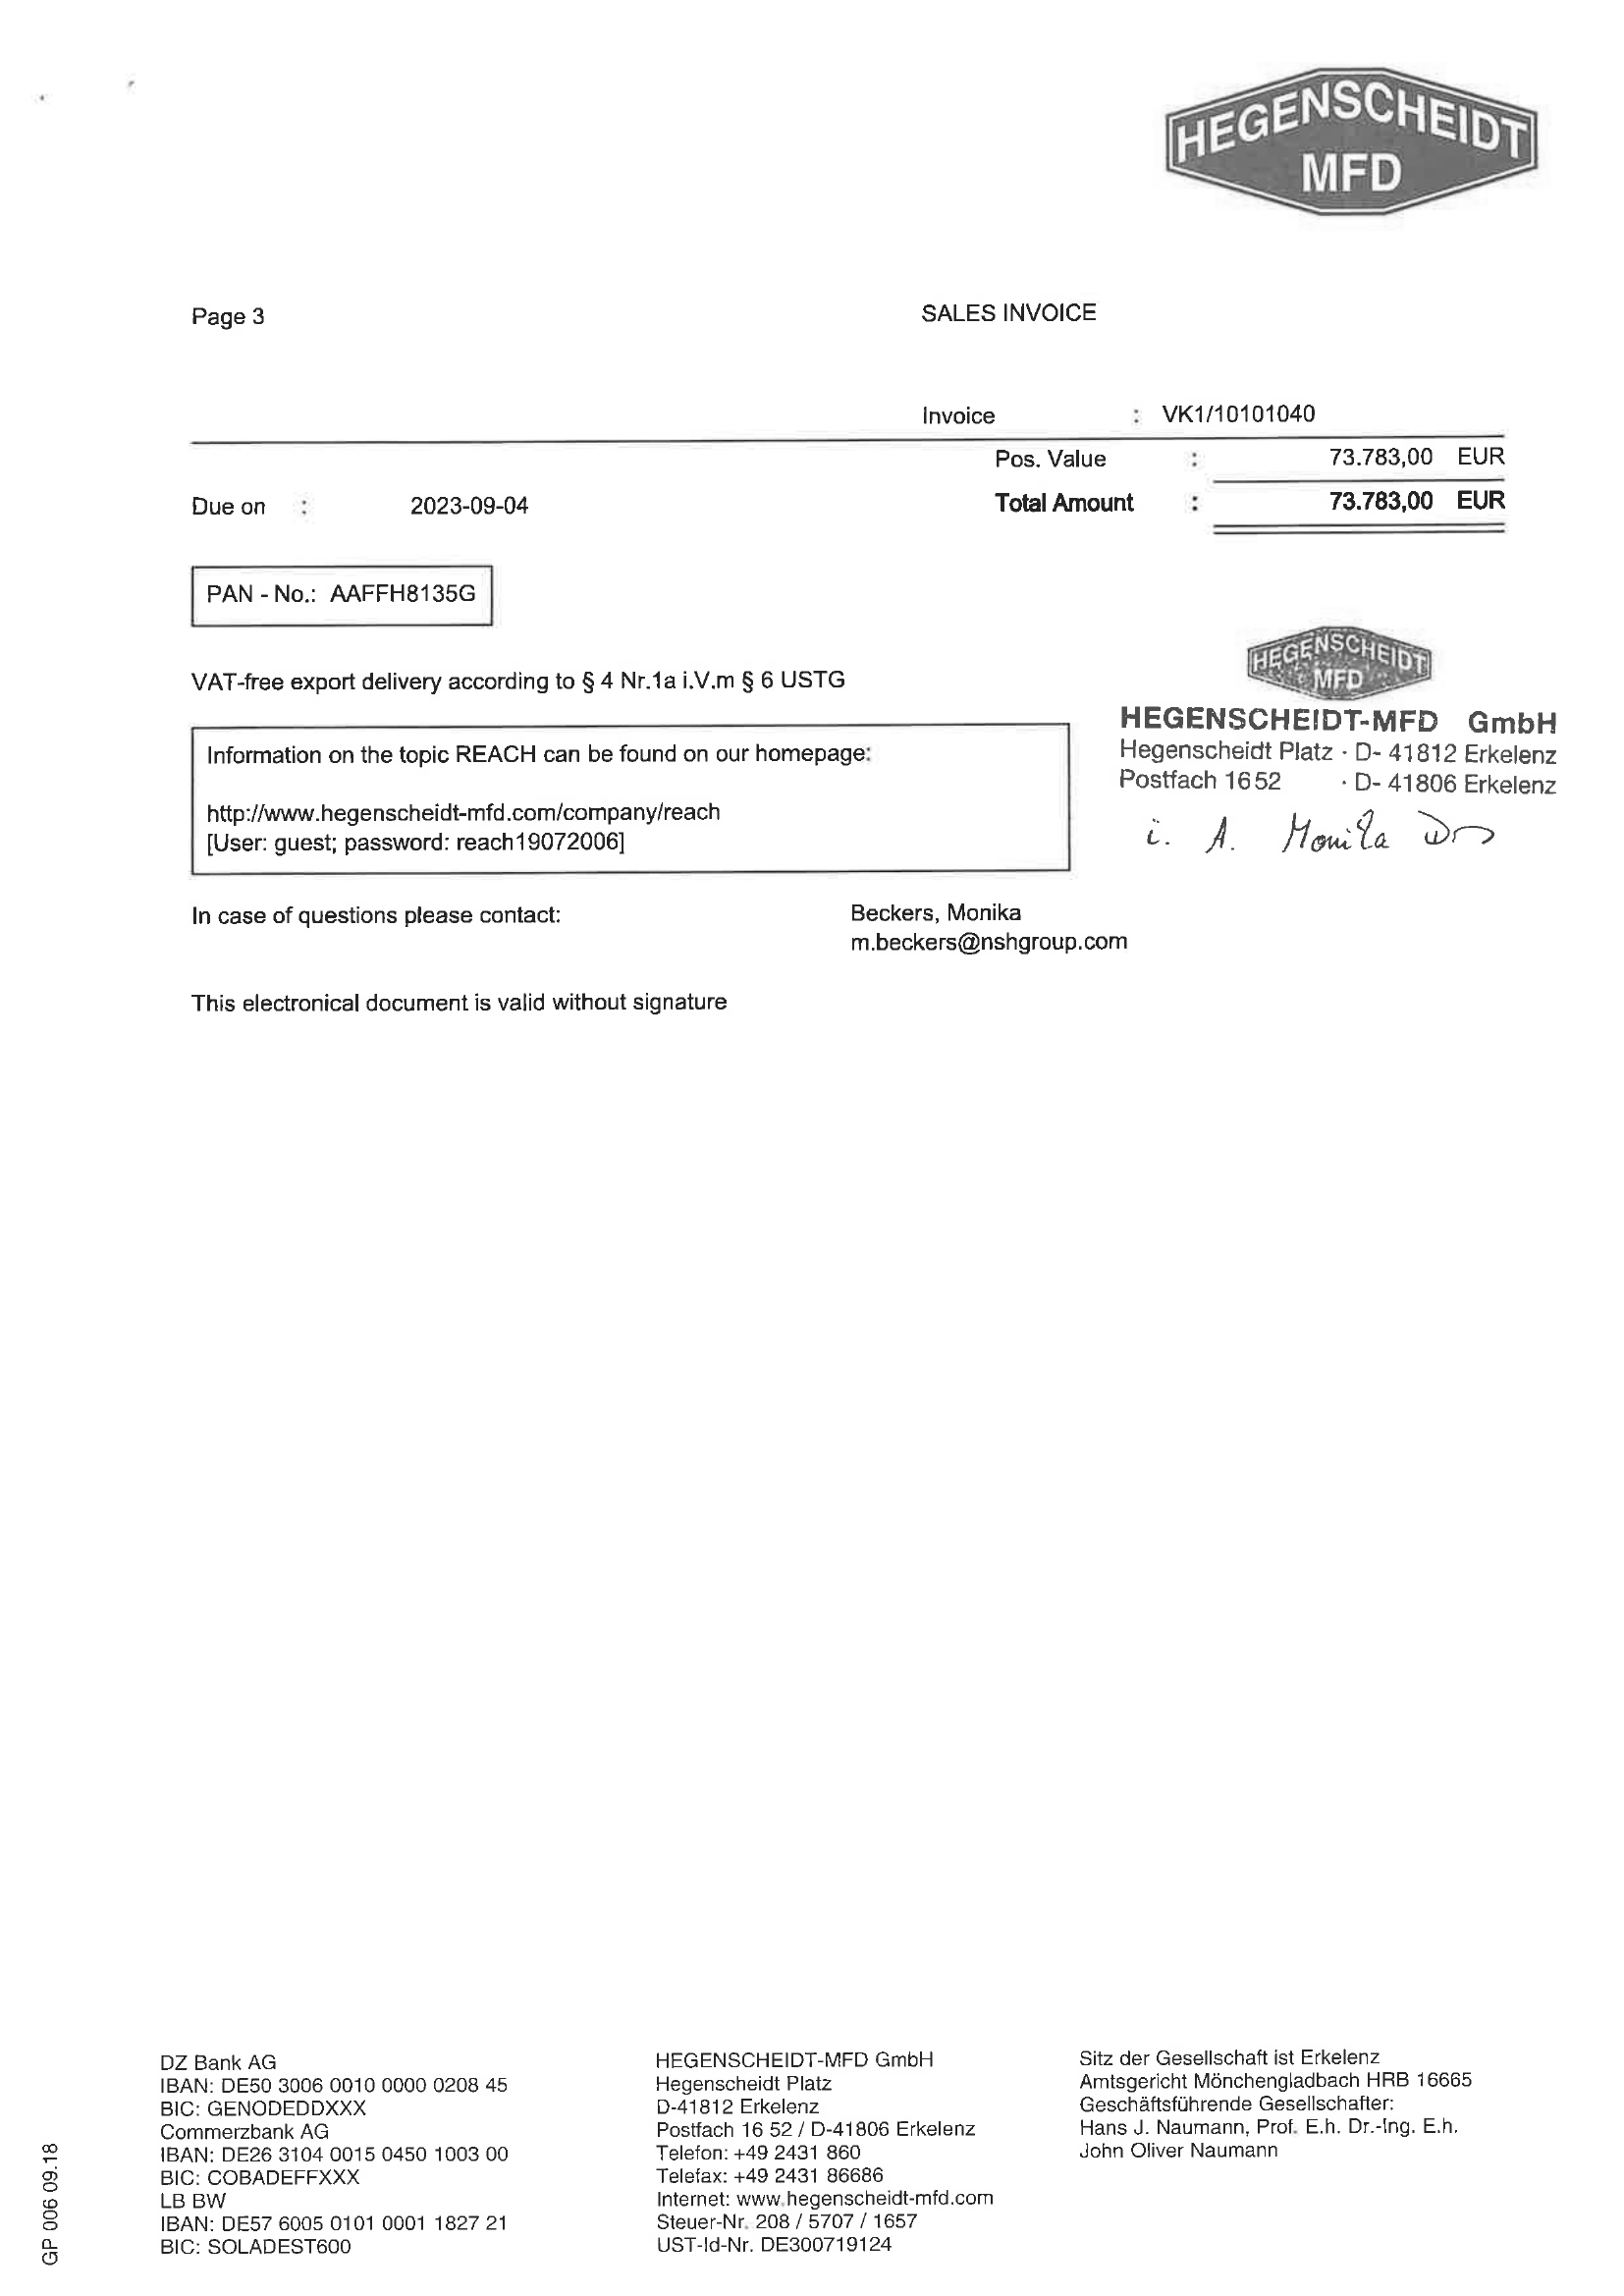 HEGENSCHEIDT
MFD
Page 3
SALES INVOICE
Invoice : VK1/10101040
Pos. Value : 73.783,00 EUR
Due on : 2023-09-04
Total Amount : 73.783,00 EUR
PAN - No.: AAFFH8135G
VAT-free export delivery according to § 4 Nr.1a i.V.m § 6 USTG
HEGENSCHEIDT
MFD
HEGENSCHEIDT-MFD GmbH
Hegenscheidt Platz · D- 41812 Erkelenz
Postfach 1652 · D- 41806 Erkelenz
i. A. Monika
Information on the topic REACH can be found on our homepage:
http://www.hegenscheidt-mfd.com/company/reach
[User: guest; password: reach19072006]
In case of questions please contact:
Beckers, Monika
m.beckers@nshgroup.com
This electronical document is valid without signature
DZ Bank AG
IBAN: DE50 3006 0010 0000 0208 45
BIC: GENODEDDXXX
Commerzbank AG
IBAN: DE26 3104 0015 0450 1003 00
BIC: COBADEFFXXX
LB BW
IBAN: DE57 6005 0101 0001 1827 21
BIC: SOLADEST600
HEGENSCHEIDT-MFD GmbH
Hegenscheidt Platz
D-41812 Erkelenz
Postfach 16 52 / D-41806 Erkelenz
Telefon: +49 2431 860
Telefax: +49 2431 86686
Internet: www.hegenscheidt-mfd.com
Steuer-Nr. 208 / 5707 / 1657
UST-Id-Nr. DE300719124
Sitz der Gesellschaft ist Erkelenz
Amtsgericht Mönchengladbach HRB 16665
Geschäftsführende Gesellschafter:
Hans J. Naumann, Prof. E.h. Dr.-Ing. E.h.
John Oliver Naumann
GP 006 09.18